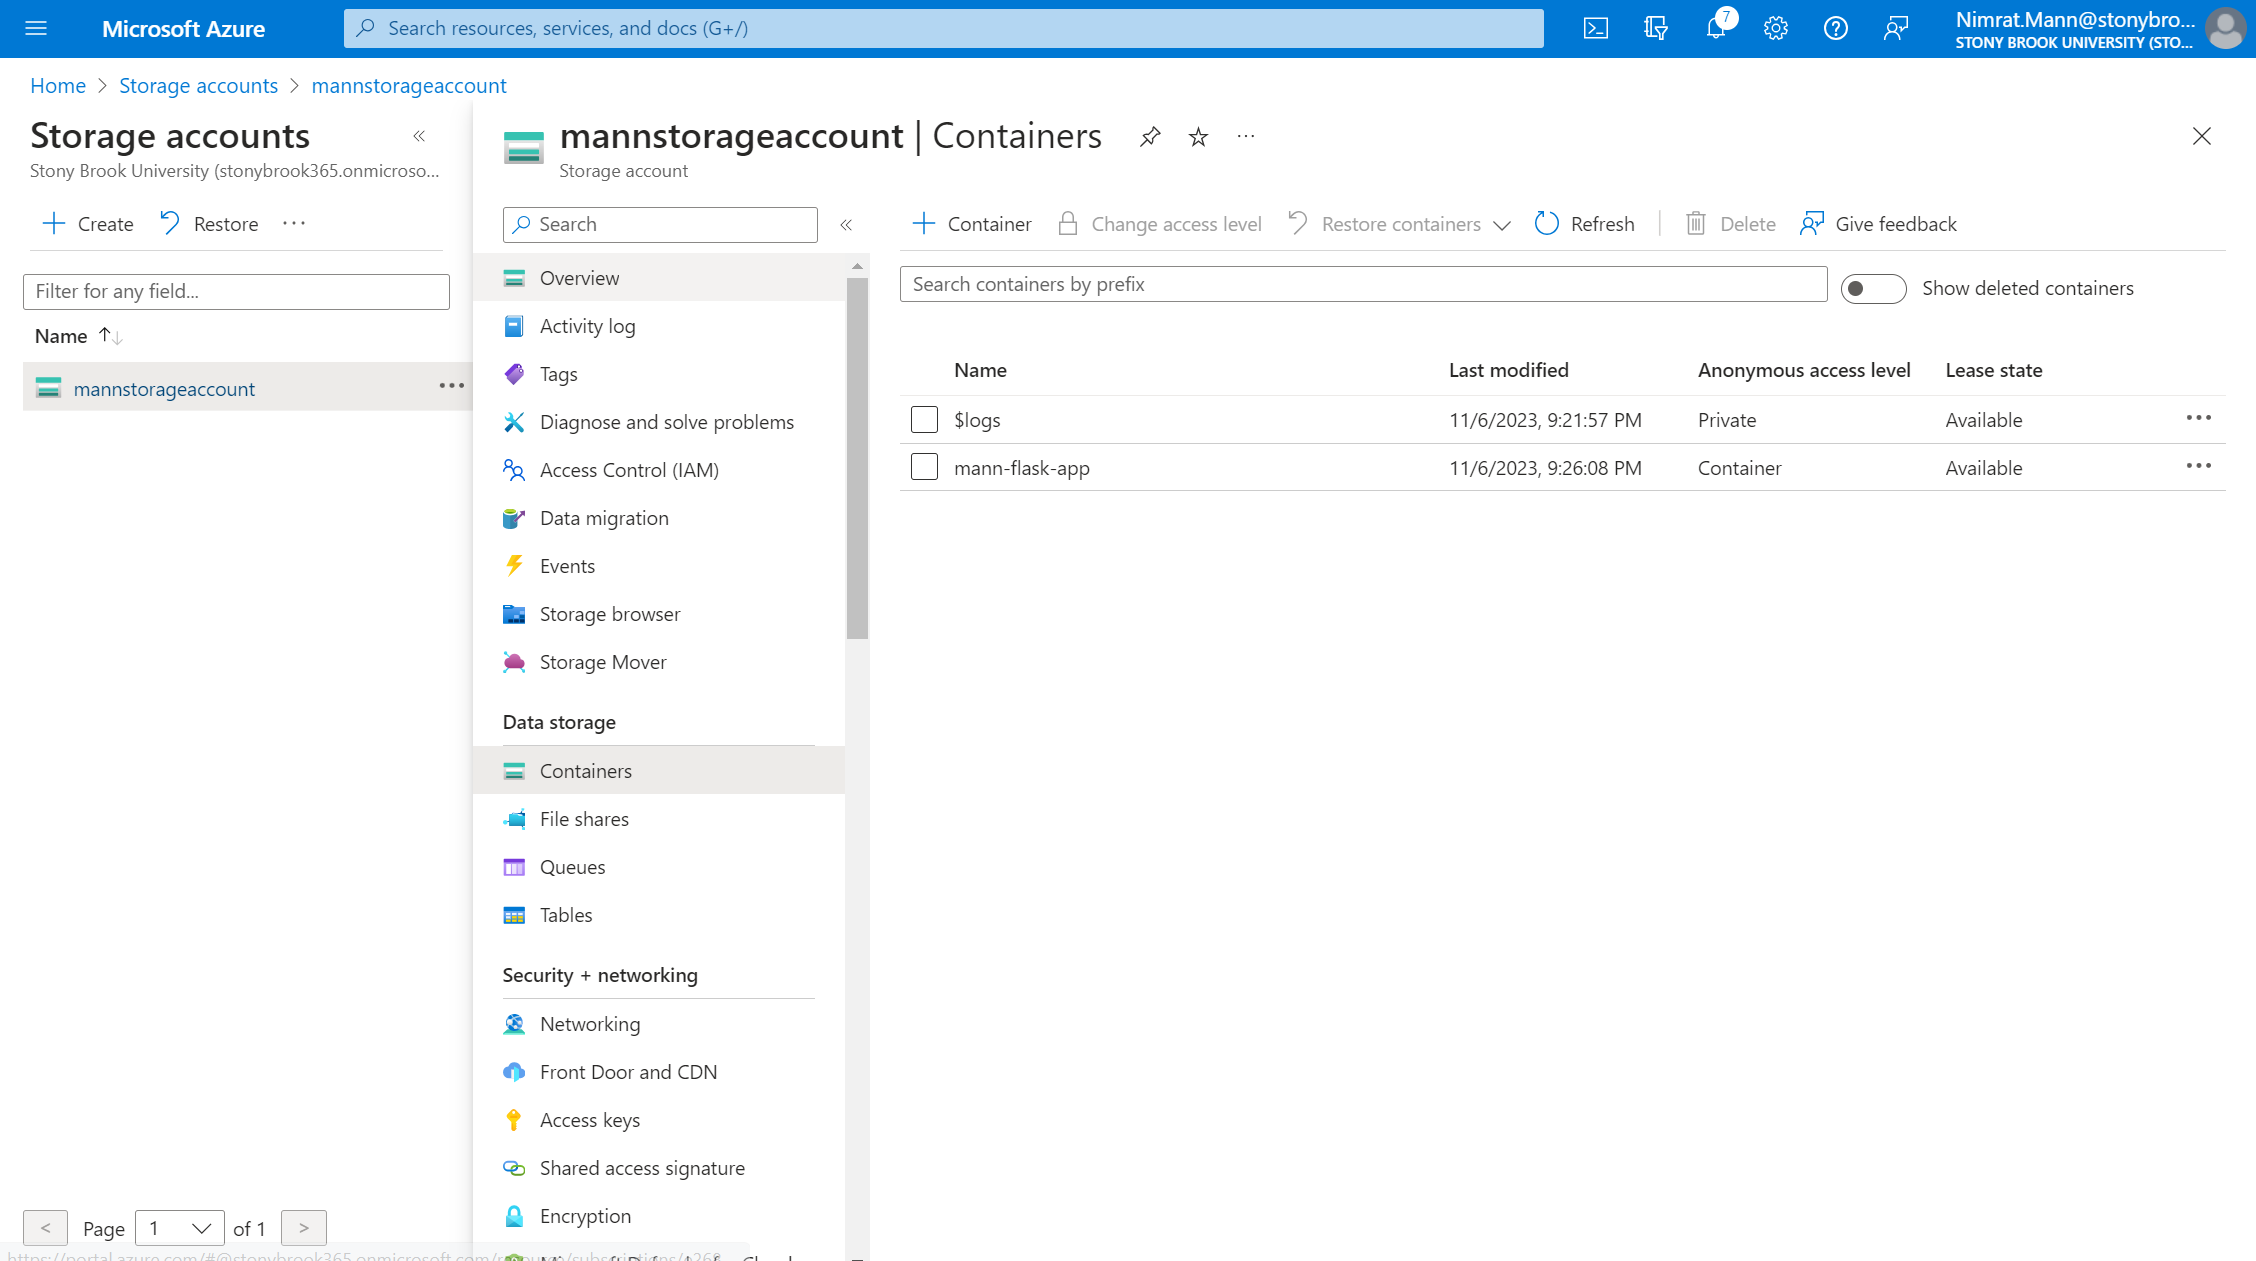 Microsoft Azure
Search resources, services, and docs (G+/)
7
Nimrat.Mann@stonybro...
STONY BROOK UNIVERSITY (STO...
Home > Storage accounts > mannstorageaccount
Storage accounts
Stony Brook University (stonybrook365.onmicroso...
Create
Restore
Filter for any field...
Name
mannstorageaccount
< Page 1 of 1 >
mannstorageaccount | Containers
Storage account
Search
Overview
Activity log
Tags
Diagnose and solve problems
Access Control (IAM)
Data migration
Events
Storage browser
Storage Mover
Data storage
Containers
File shares
Queues
Tables
Security + networking
Networking
Front Door and CDN
Access keys
Shared access signature
Encryption
Container
Change access level
Restore containers
Refresh
Delete
Give feedback
Search containers by prefix
Show deleted containers
Name Last modified Anonymous access level Lease state
$logs 11/6/2023, 9:21:57 PM Private Available
mann-flask-app 11/6/2023, 9:26:08 PM Container Available